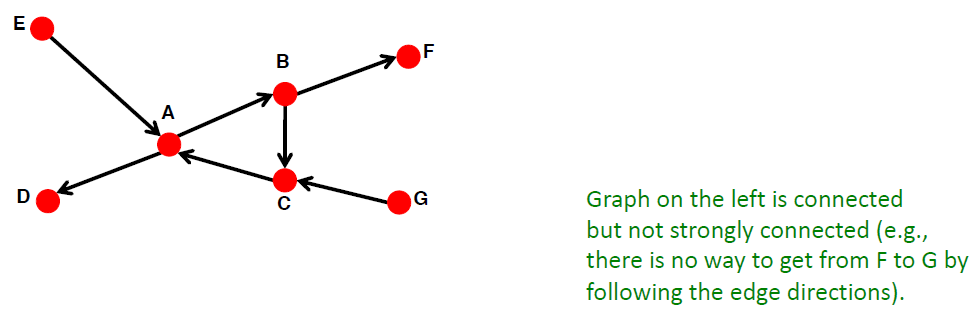 E
F
B
A
D
C
G
Graph on the left is connected
but not strongly connected (e.g.,
there is no way to get from F to G by
following the edge directions).